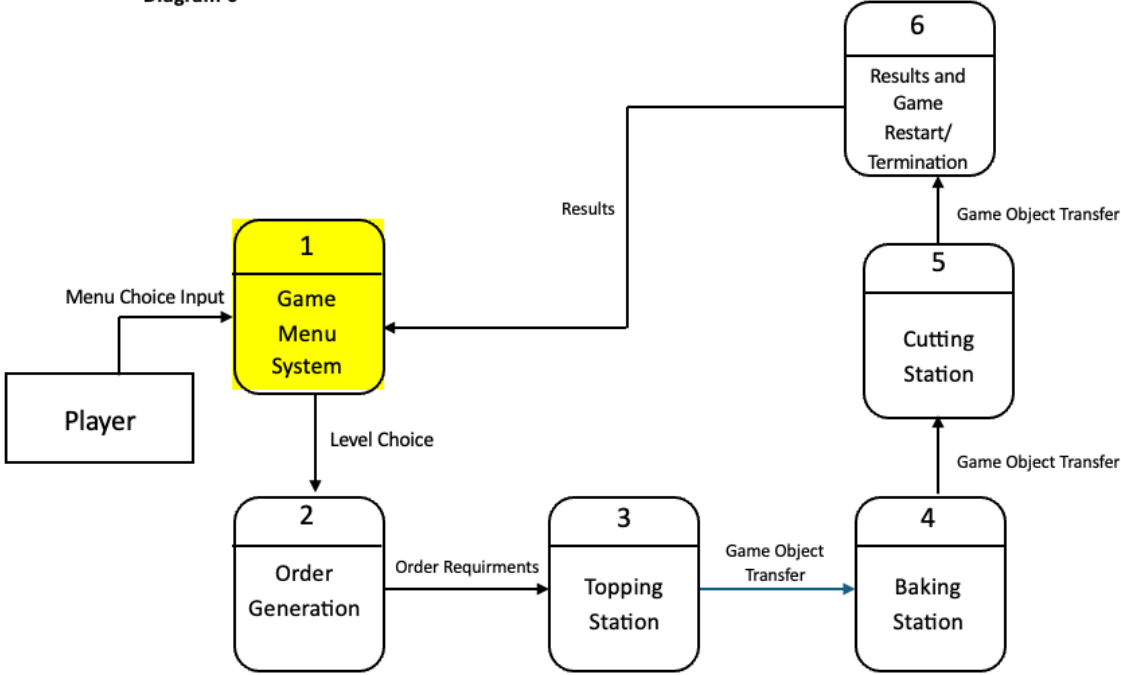 Diagram 0
6
Results and
Game
Restart/
Termination
Results
Game Object Transfer
1
Game
Menu
System
Menu Choice Input
5
Cutting
Station
Player
Level Choice
Game Object Transfer
2
Order
Generation
Order Requirments
3
Topping
Station
Game Object
Transfer
4
Baking
Station